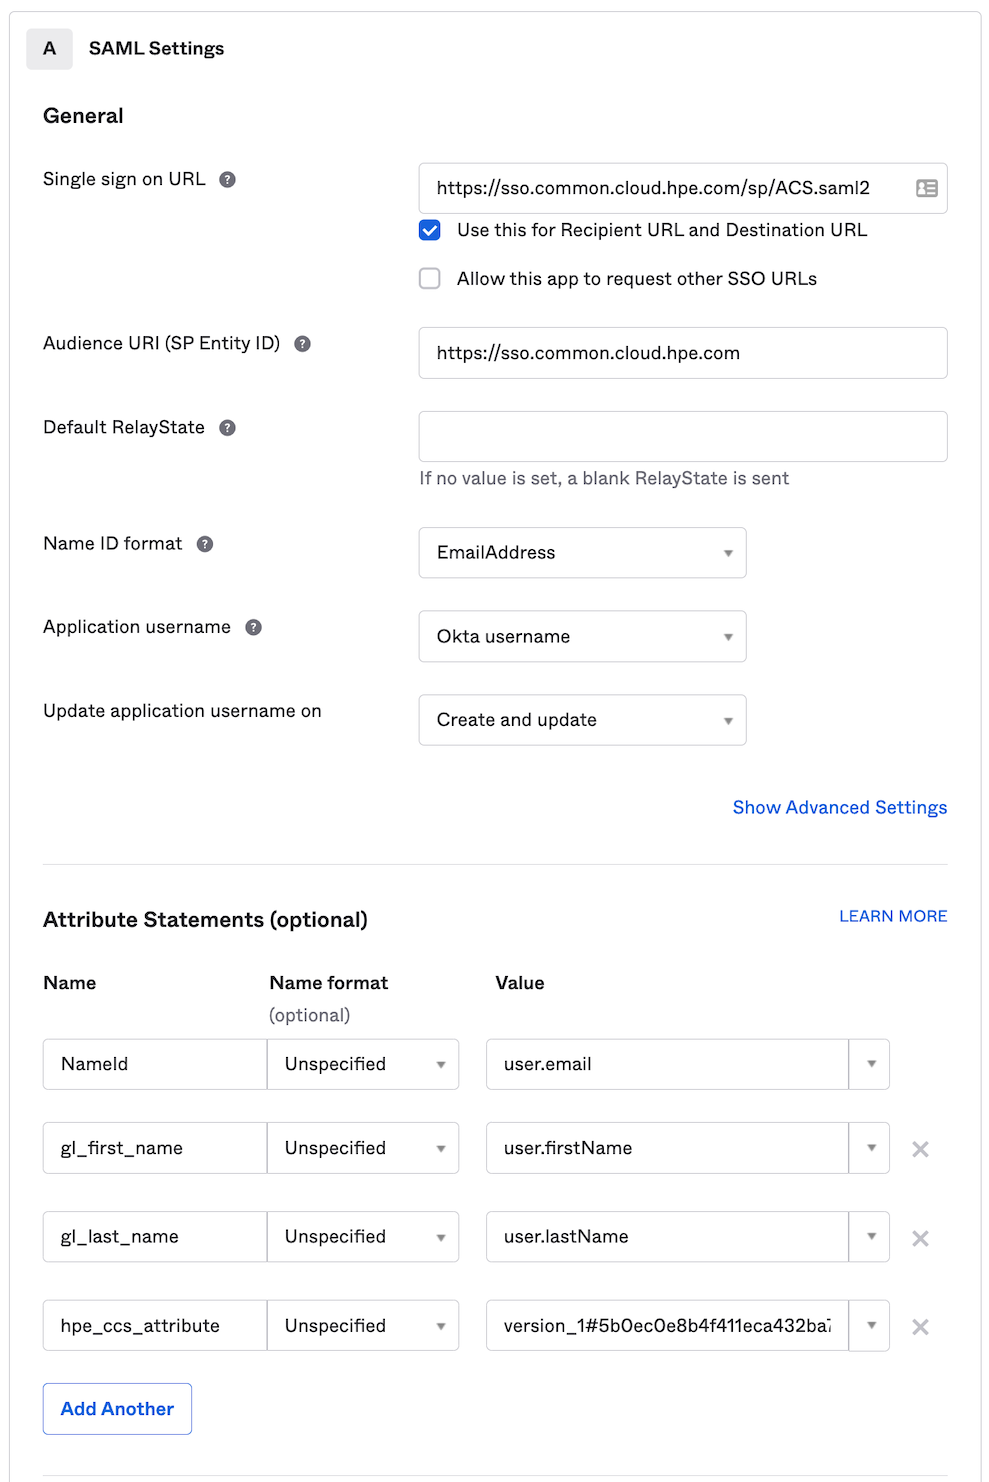 A SAML Settings
General
Single sign on URL ?
https://sso.common.cloud.hpe.com/sp/ACS.saml2
Use this for Recipient URL and Destination URL
Allow this app to request other SSO URLs
Audience URI (SP Entity ID) ?
https://sso.common.cloud.hpe.com
Default RelayState ?
If no value is set, a blank RelayState is sent
Name ID format ?
EmailAddress
Application username ?
Okta username
Update application username on
Create and update
Show Advanced Settings
Attribute Statements (optional)
LEARN MORE
Name Name format Value
(optional)
NameId Unspecified user.email
gl_first_name Unspecified user.firstName
gl_last_name Unspecified user.lastName
hpe_ccs_attribute Unspecified version_1#5b0ec0e8b4f411eca432ba
Add Another